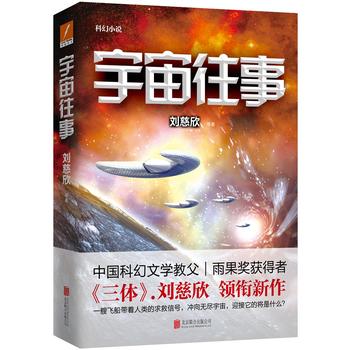 科幻小说
宇宙往事
刘慈欣 等著
宇宙往事
刘慈欣
中国科幻文学教父｜雨果奖获得者
《三体》·刘慈欣 领衔新作
一艘飞船带着人类的求救信号，冲向无尽宇宙，迎接它的将是什么？
北京联合出版公司